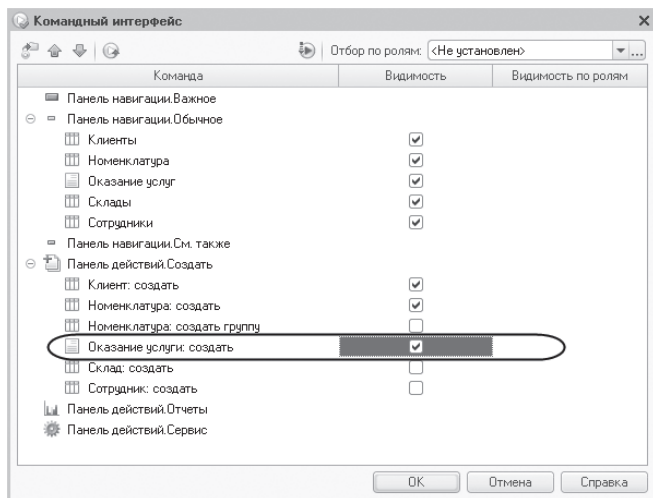 Командный интерфейс
Отбор по ролям: <Не установлен>
Команда Видимость Видимость по ролям
Панель навигации.Важное
Панель навигации.Обычное
Клиенты
Номенклатура
Оказание услуг
Склады
Сотрудники
Панель навигации.См. также
Панель действий.Создать
Клиент: создать
Номенклатура: создать
Номенклатура: создать группу
Оказание услуги: создать
Склад: создать
Сотрудник: создать
Панель действий.Отчеты
Панель действий.Сервис
OK Отмена Справка